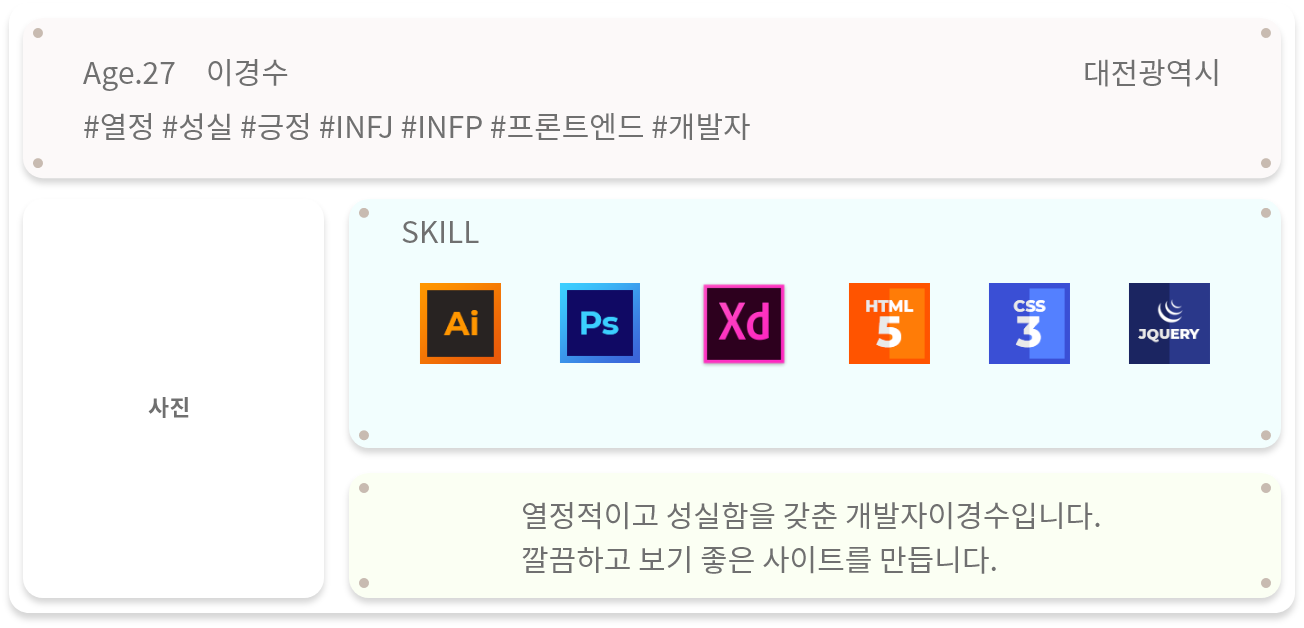 Age.27 이경수
대전광역시
#열정 #성실 #긍정 #INFJ #INFP #프론트엔드 #개발자
사진
SKILL
Ai
Ps
Xd
HTML
5
CSS
3
JQUERY
열정적이고 성실함을 갖춘 개발자이경수입니다.
깔끔하고 보기 좋은 사이트를 만듭니다.